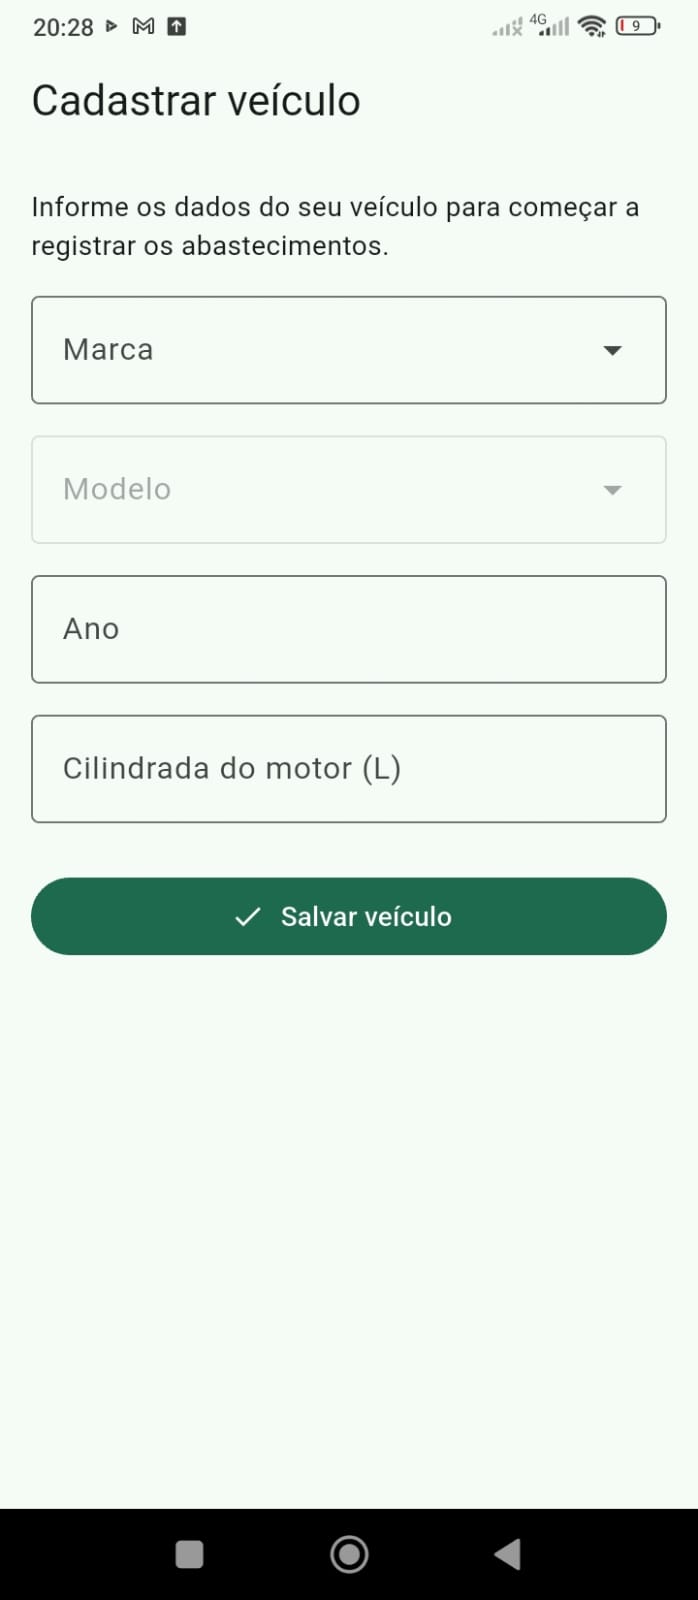 20:28
4G
9
Cadastrar veículo
Informe os dados do seu veículo para começar a
registrar os abastecimentos.
Marca
Modelo
Ano
Cilindrada do motor (L)
Salvar veículo